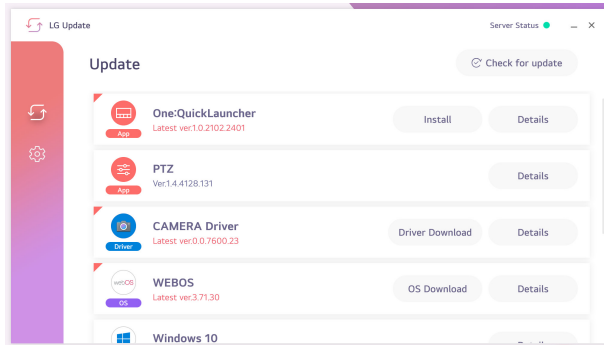 LG Update
Server Status
Update
Check for update
One:QuickLauncher
Latest ver.1.0.2102.2401
App
Install
Details
PTZ
Ver.1.4.4128.131
App
Details
CAMERA Driver
Latest ver.0.0.7600.23
Driver
Driver Download
Details
webOS
WEBOS
Latest ver.3.71.30
OS
OS Download
Details
Windows 10